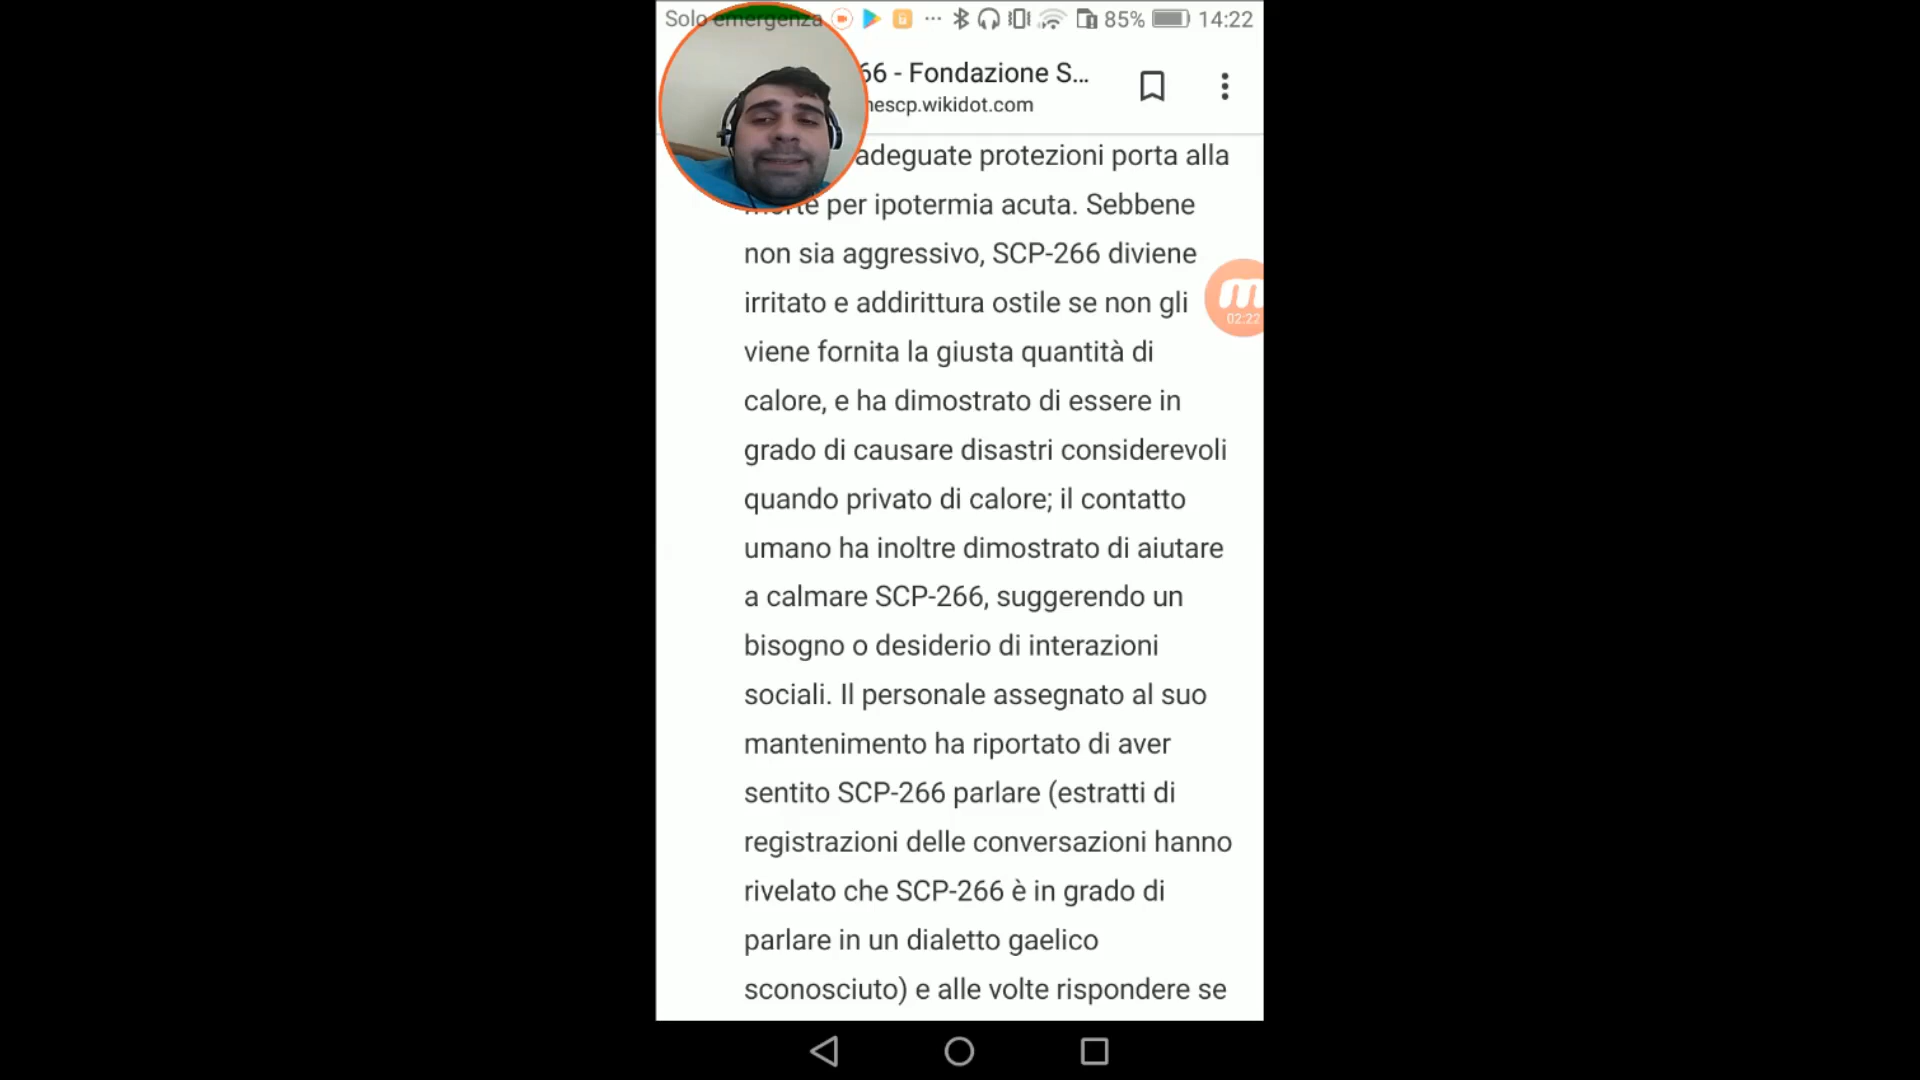 Solo emergenza
85%
14:22
66 - Fondazione S...
nescp.wikidot.com
adeguate protezioni porta alla
morte per ipotermia acuta. Sebbene
non sia aggressivo, SCP-266 diviene
irritato e addirittura ostile se non gli
02:22
viene fornita la giusta quantità di
calore, e ha dimostrato di essere in
grado di causare disastri considerevoli
quando privato di calore; il contatto
umano ha inoltre dimostrato di aiutare
a calmare SCP-266, suggerendo un
bisogno o desiderio di interazioni
sociali. Il personale assegnato al suo
mantenimento ha riportato di aver
sentito SCP-266 parlare (estratti di
registrazioni delle conversazioni hanno
rivelato che SCP-266 è in grado di
parlare in un dialetto gaelico
sconosciuto) e alle volte rispondere se